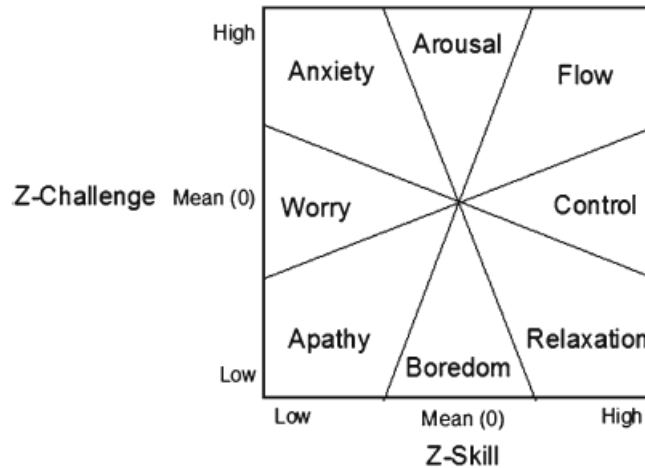 High
Anxiety
Arousal
Flow
Z-Challenge
Mean (0)
Worry
Control
Apathy
Boredom
Relaxation
Low
Low
Mean (0)
High
Z-Skill